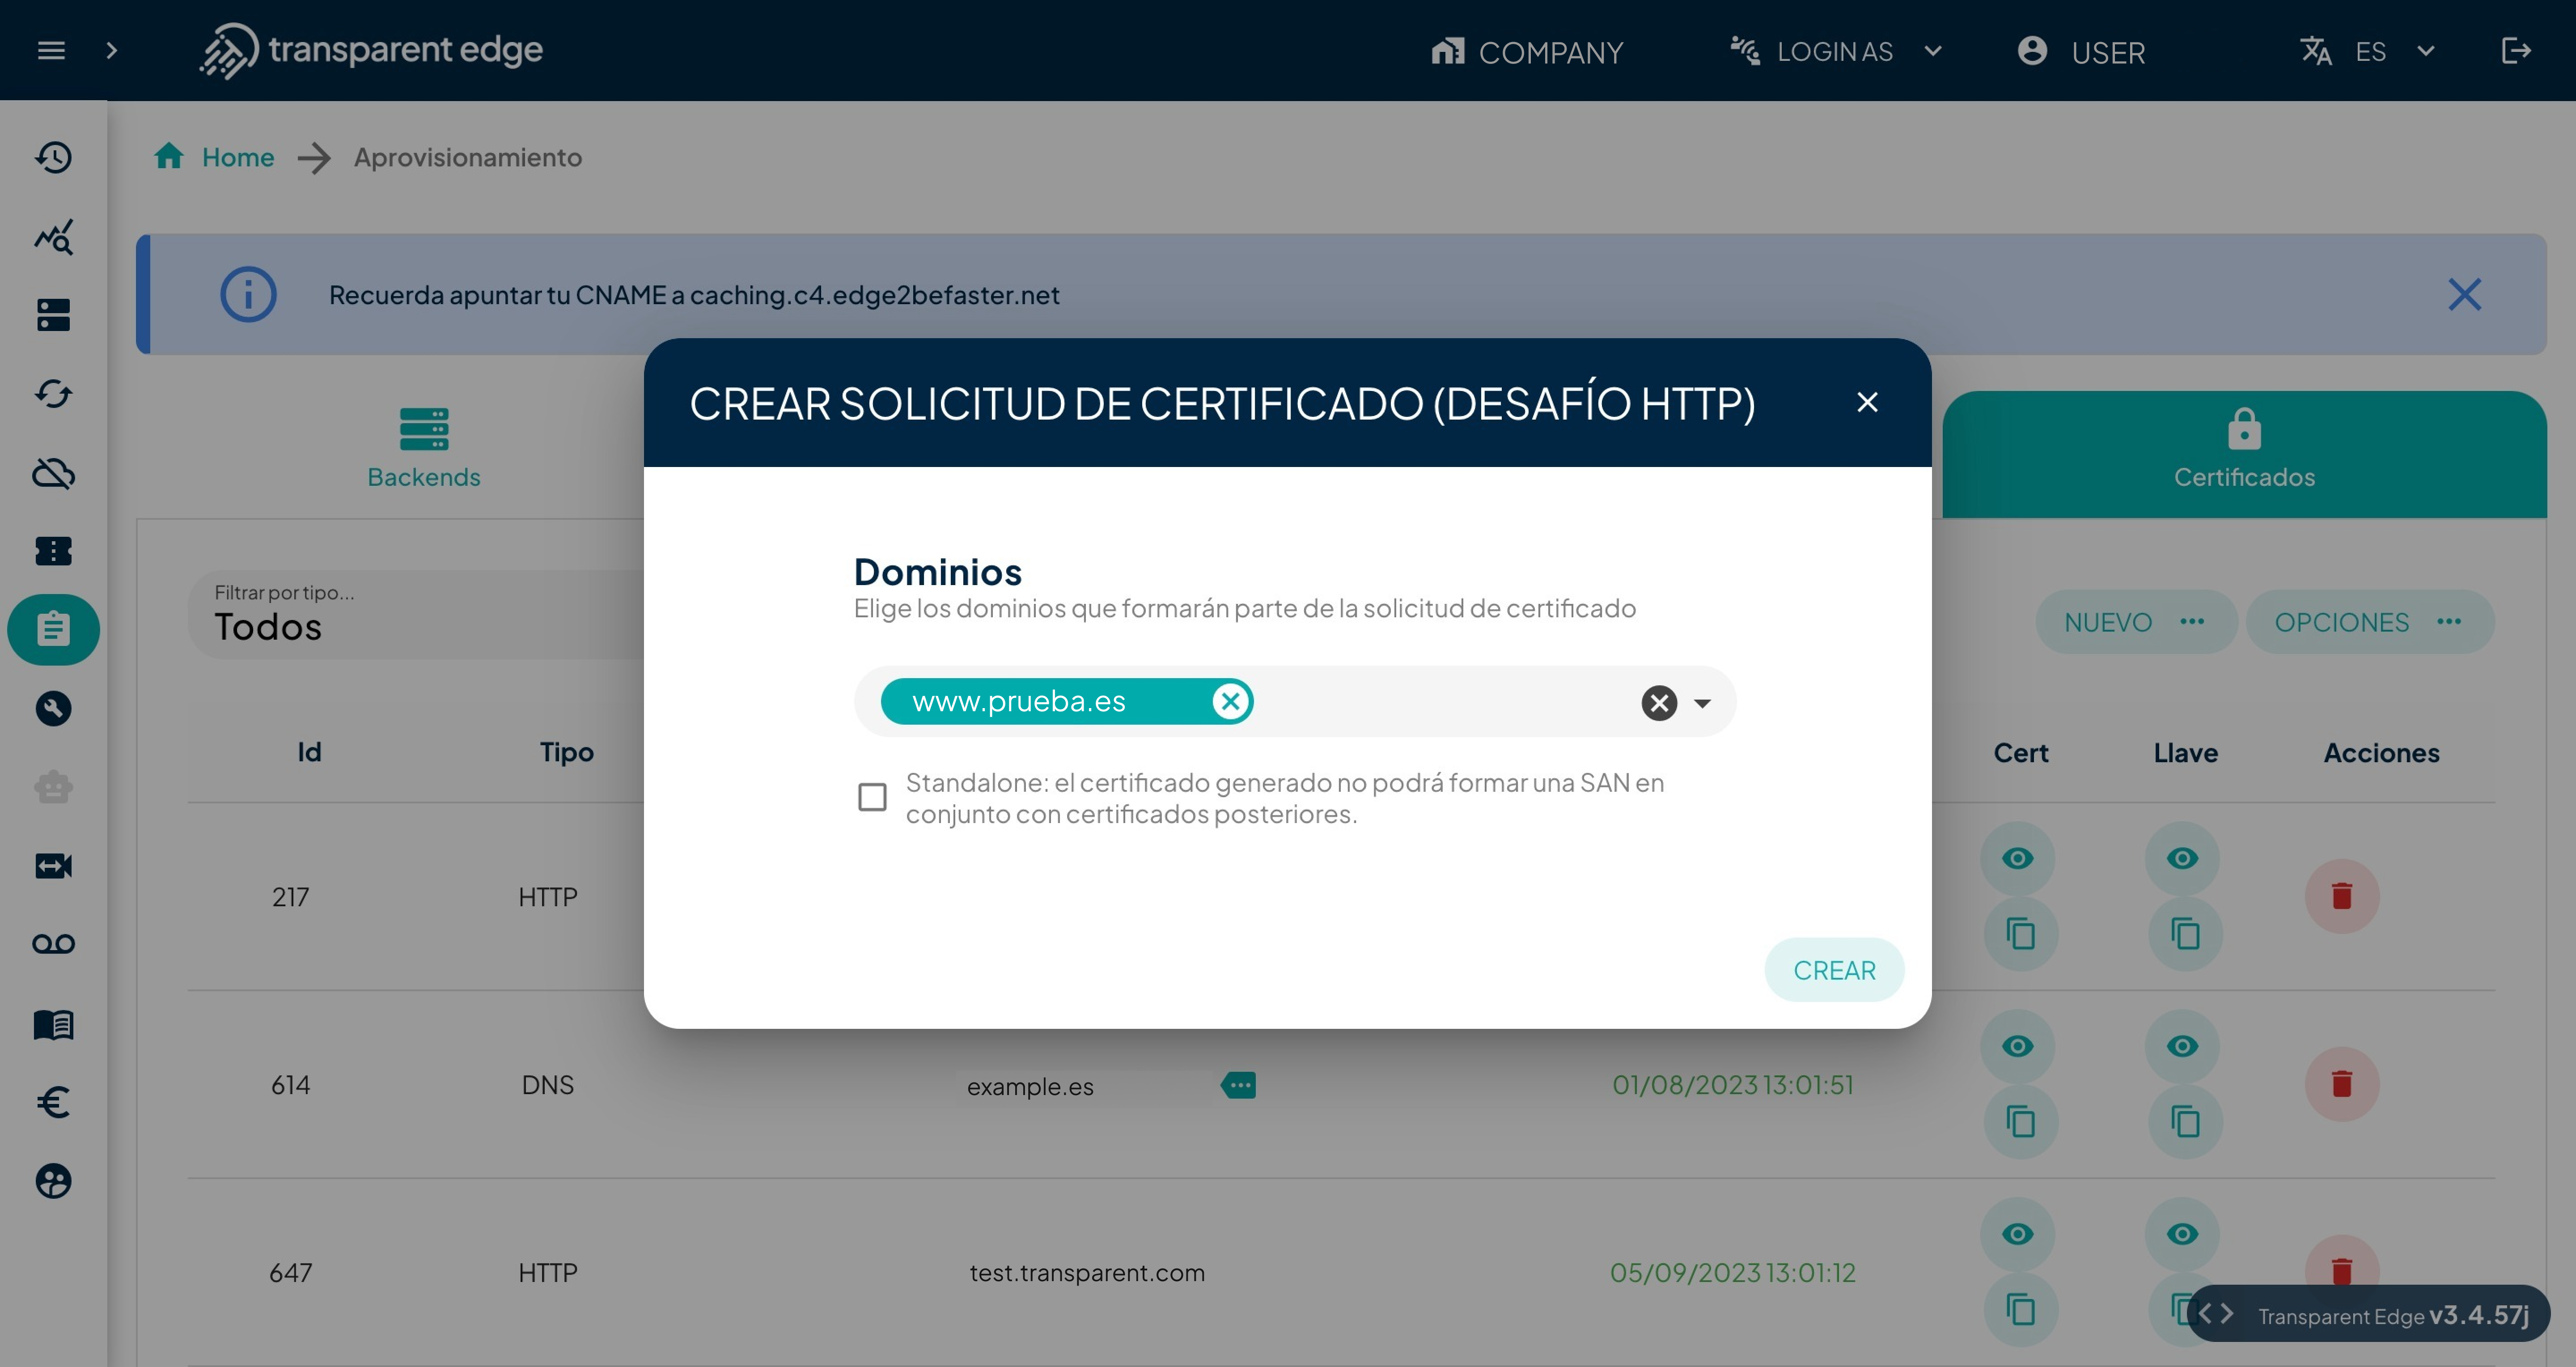 transparent edge
COMPANY
LOGIN AS
USER
ES
Home
Aprovisionamiento
Recuerda apuntar tu CNAME a caching.c4.edge2befaster.net
CREAR SOLICITUD DE CERTIFICADO (DESAFÍO HTTP)
Backends
Certificados
Dominios
Elige los dominios que formarán parte de la solicitud de certificado
Filtrar por tipo...
Todos
NUEVO
OPCIONES
www.prueba.es
Id
Tipo
Cert
Llave
Acciones
Standalone: el certificado generado no podrá formar una SAN en
conjunto con certificados posteriores.
217
HTTP
CREAR
614
DNS
example.es
01/08/2023 13:01:51
647
HTTP
test.transparent.com
05/09/2023 13:01:12
Transparent Edge v3.4.57j